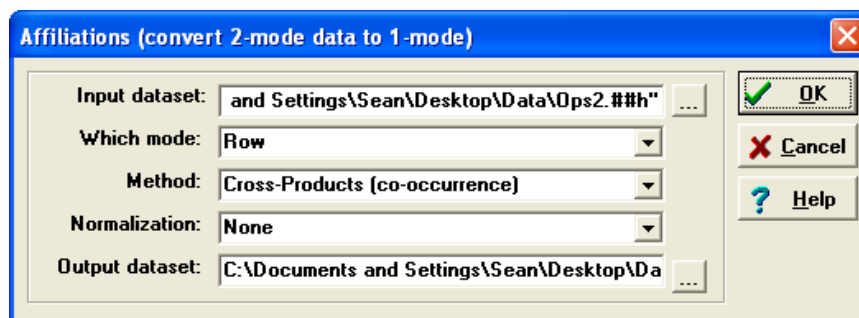 Affiliations (convert 2-mode data to 1-mode)
Input dataset: and Settings\Sean\Desktop\Data\Ops2.##h" ... OK
Which mode: Row
Cancel
Method: Cross-Products (co-occurrence)
Help
Normalization: None
Output dataset: C:\Documents and Settings\Sean\Desktop\Da ...